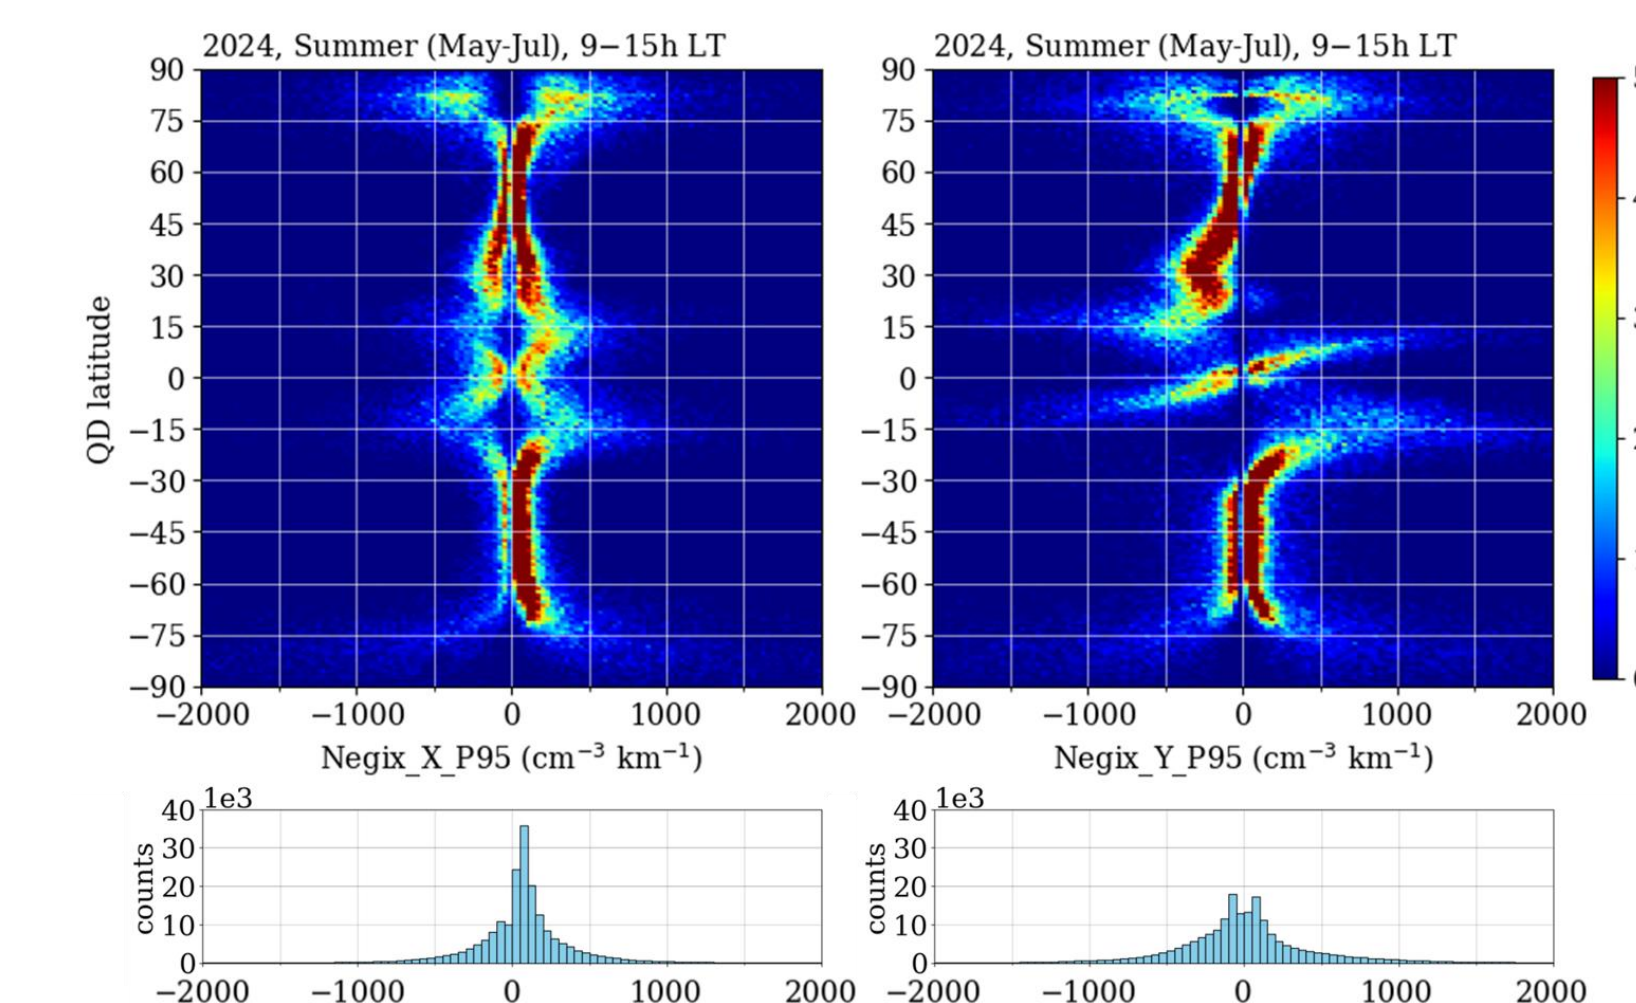 2024, Summer (May-Jul), 9−15h LT
2024, Summer (May-Jul), 9−15h LT
QD latitude
90
75
60
45
30
15
0
−15
−30
−45
−60
−75
−90
−2000 −1000 0 1000 2000
Negix_X_P95 (cm⁻³ km⁻¹)
90
75
60
45
30
15
0
−15
−30
−45
−60
−75
−90
−2000 −1000 0 1000 2000
Negix_Y_P95 (cm⁻³ km⁻¹)
1e3
counts
40
30
20
10
0
−2000 −1000 0 1000 2000
1e3
counts
40
30
20
10
0
−2000 −1000 0 1000 2000